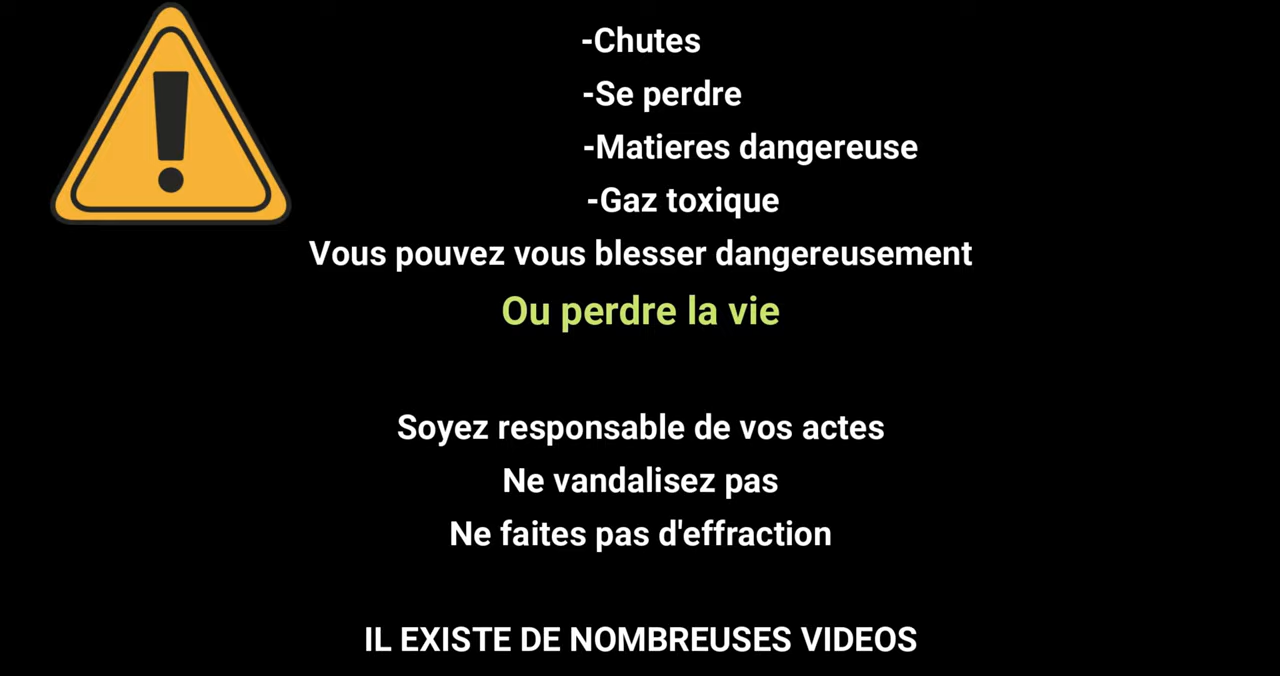 -Chutes
-Se perdre
-Matieres dangereuse
-Gaz toxique
Vous pouvez vous blesser dangereusement
Ou perdre la vie
Soyez responsable de vos actes
Ne vandalisez pas
Ne faites pas d'effraction
IL EXISTE DE NOMBREUSES VIDEOS